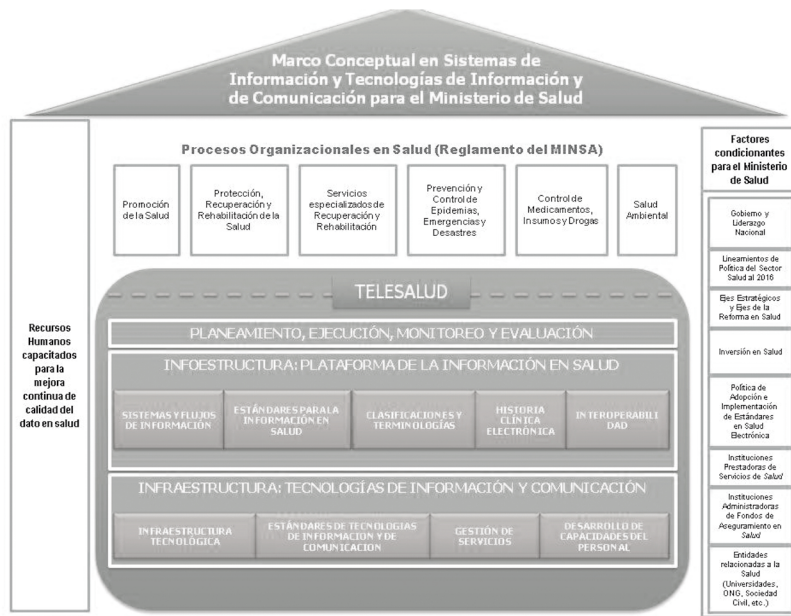 Marco Conceptual en Sistemas de
Información y Tecnologías de Información y
de Comunicación para el Ministerio de Salud
Recursos
Humanos
capacitados
para la
mejora
continua de
calidad del
dato en salud
Procesos Organizacionales en Salud (Reglamento del MINSA)
Promoción
de la Salud
Protección,
Recuperación y
Rehabilitación de la
Salud
Servicios
especializados de
Recuperación y
Rehabilitación
Prevención y
Control de
Epidemias,
Emergencias y
Desastres
Control de
Medicamentos,
Insumos y Drogas
Salud
Ambiental
TELESALUD
PLANEAMIENTO, EJECUCIÓN, MONITOREO Y EVALUACIÓN
INFOESTRUCTURA: PLATAFORMA DE LA INFORMACIÓN EN SALUD
SISTEMAS Y FLUJOS
DE INFORMACIÓN
ESTÁNDARES PARA LA
INFORMACIÓN EN
SALUD
CLASIFICACIONES Y
TERMINOLOGÍAS
HISTORIA
CLÍNICA
ELECTRÓNICA
INTEROPERABILI
DAD
INFRAESTRUCTURA: TECNOLOGÍAS DE INFORMACIÓN Y COMUNICACIÓN
INFRAESTRUCTURA
TECNOLÓGICA
ESTÁNDARES DE TECNOLOGIAS
DE INFORMACION Y DE
COMUNICACION
GESTIÓN DE
SERVICIOS
DESARROLLO DE
CAPACIDADES DEL
PERSONAL
Factores
condicionantes
para el Ministerio
de Salud
Gobierno y
Liderazgo
Nacional
Lineamientos de
Política del Sector
Salud al 2016
Ejes Estratégicos
y Ejes de la
Reforma en Salud
Inversión en Salud
Política de
Adopción e
Implementación
de Estándares
en Salud
Electrónica
Instituciones
Prestadoras de
Servicios de Salud
Instituciones
Administradoras
de Fondos de
Aseguramiento en
Salud
Entidades
relacionadas a la
Salud
(Universidades,
ONG, Sociedad
Civil, etc.)